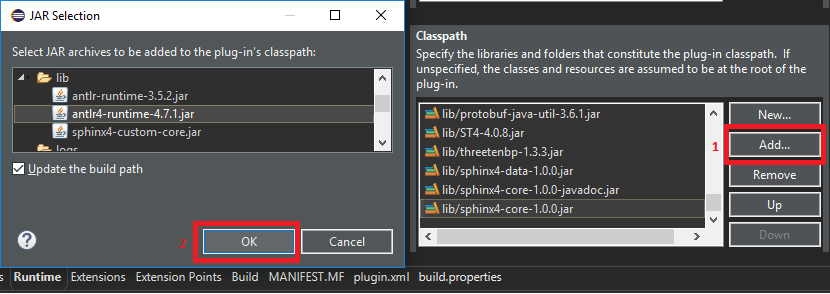 JAR Selection
Select JAR archives to be added to the plug-in's classpath:
lib
antlr-runtime-3.5.2.jar
antlr4-runtime-4.7.1.jar
sphinx4-custom-core.jar
logs
Update the build path
2
OK
Cancel
Classpath
Specify the libraries and folders that constitute the plug-in classpath. If
unspecified, the classes and resources are assumed to be at the root of the
plug-in.
lib/protobuf-java-util-3.6.1.jar
lib/ST4-4.0.8.jar
lib/threetenbp-1.3.3.jar
lib/sphinx4-data-1.0.0.jar
lib/sphinx4-core-1.0.0-javadoc.jar
lib/sphinx4-core-1.0.0.jar
New...
1
Add...
Remove
Up
Down
s Runtime Extensions Extension Points Build MANIFEST.MF plugin.xml build.properties